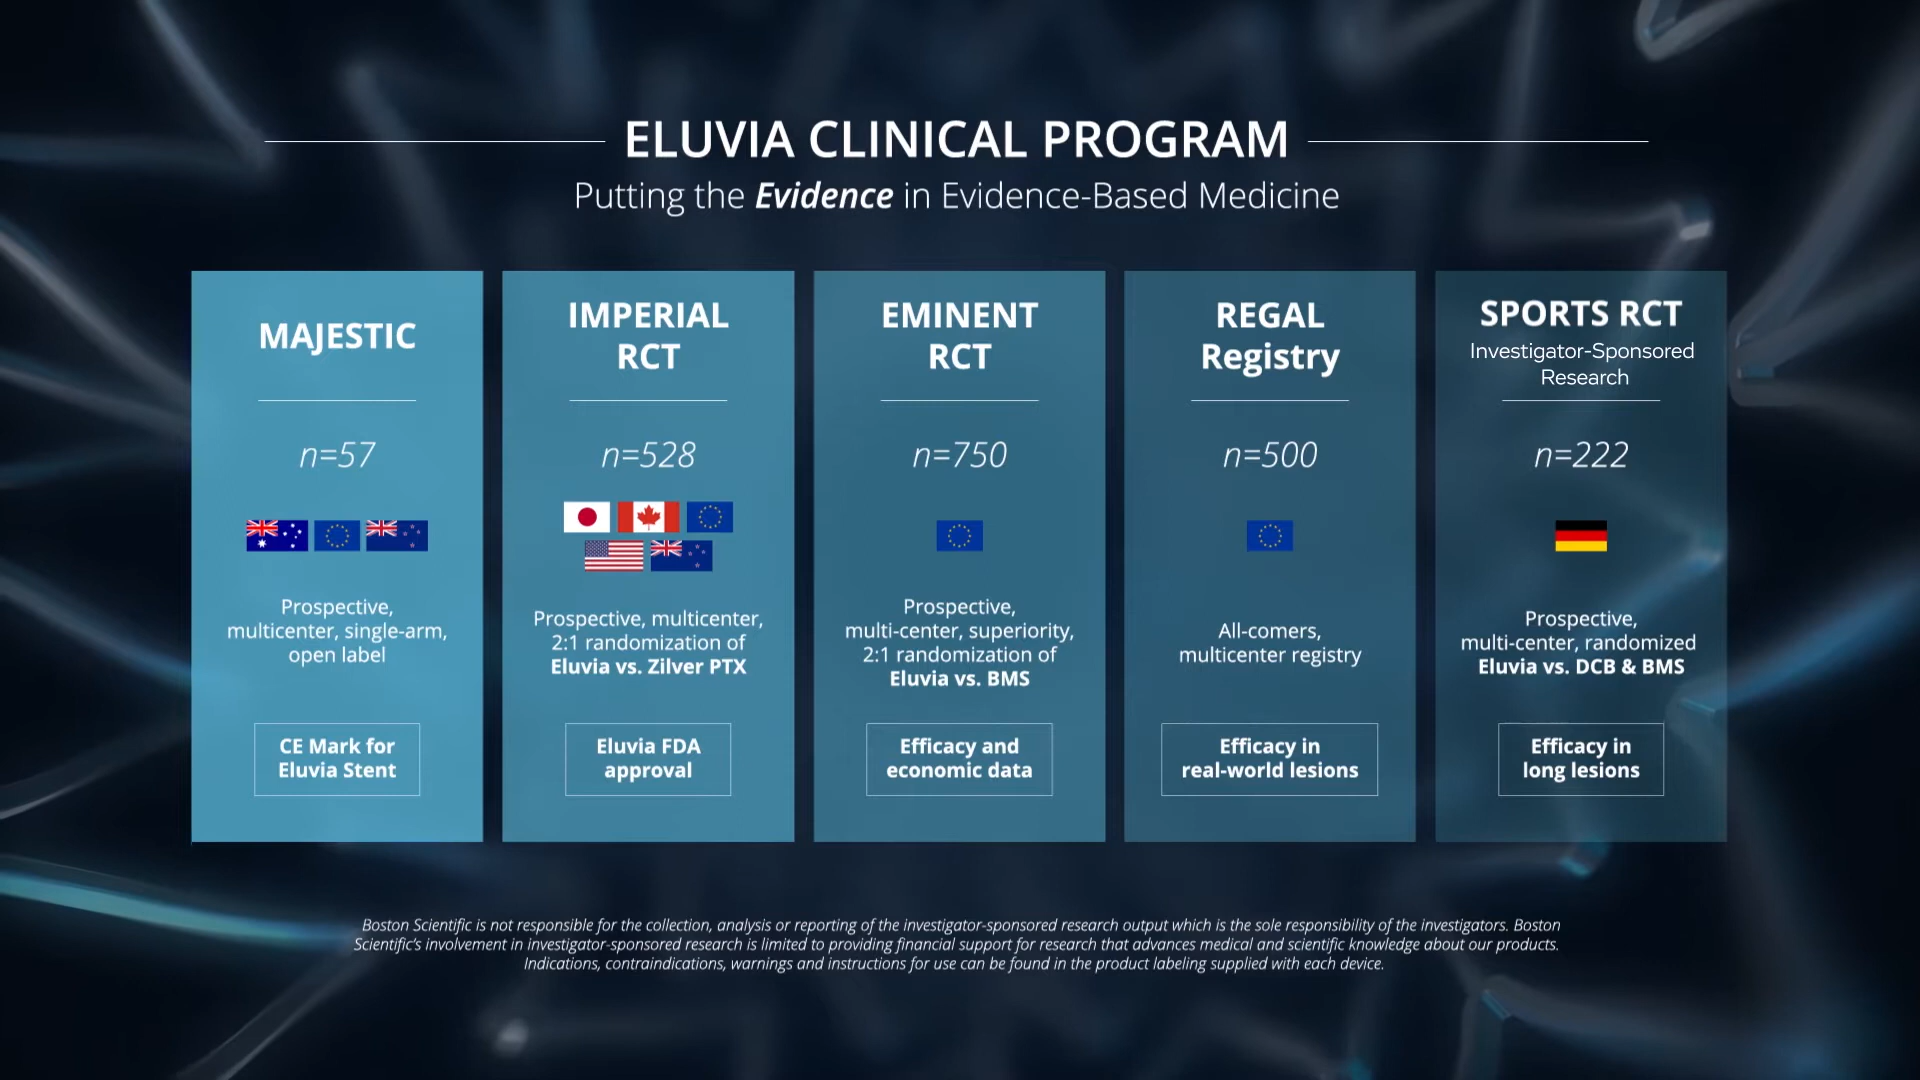 ELUVIA CLINICAL PROGRAM
Putting the Evidence in Evidence-Based Medicine
MAJESTIC
n=57
Prospective,
multicenter, single-arm,
open label
CE Mark for
Eluvia Stent
IMPERIAL
RCT
n=528
Prospective, multicenter,
2:1 randomization of
Eluvia vs. Zilver PTX
Eluvia FDA
approval
EMINENT
RCT
n=750
Prospective,
multi-center, superiority,
2:1 randomization of
Eluvia vs. BMS
Efficacy and
economic data
REGAL
Registry
n=500
All-comers,
multicenter registry
Efficacy in
real-world lesions
SPORTS RCT
Investigator-Sponsored
Research
n=222
Prospective,
multi-center, randomized
Eluvia vs. DCB & BMS
Efficacy in
long lesions
Boston Scientific is not responsible for the collection, analysis or reporting of the investigator-sponsored research output which is the sole responsibility of the investigators. Boston
Scientific's involvement in investigator-sponsored research is limited to providing financial support for research that advances medical and scientific knowledge about our products.
Indications, contraindications, warnings and instructions for use can be found in the product labeling supplied with each device.